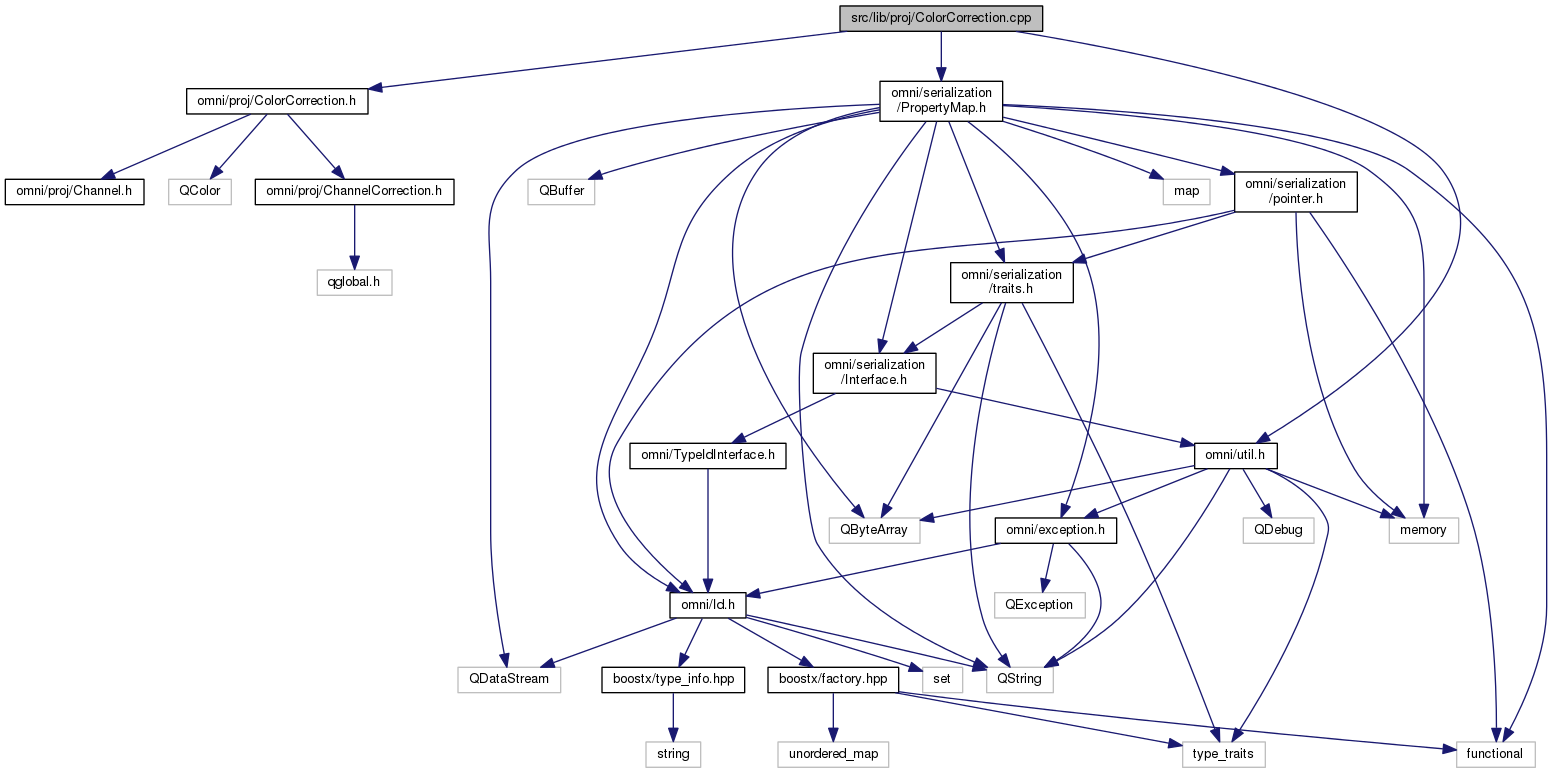 src/lib/proj/ColorCorrection.cpp
omni/proj/ColorCorrection.h
omni/serialization
/PropertyMap.h
omni/proj/Channel.h
QColor
omni/proj/ChannelCorrection.h
QBuffer
map
omni/serialization
/pointer.h
qglobal.h
omni/serialization
/traits.h
omni/serialization
/Interface.h
omni/TypeIdInterface.h
omni/util.h
QByteArray
omni/exception.h
QDebug
memory
omni/Id.h
QException
QDataStream
boostx/type_info.hpp
boostx/factory.hpp
set
QString
string
unordered_map
type_traits
functional